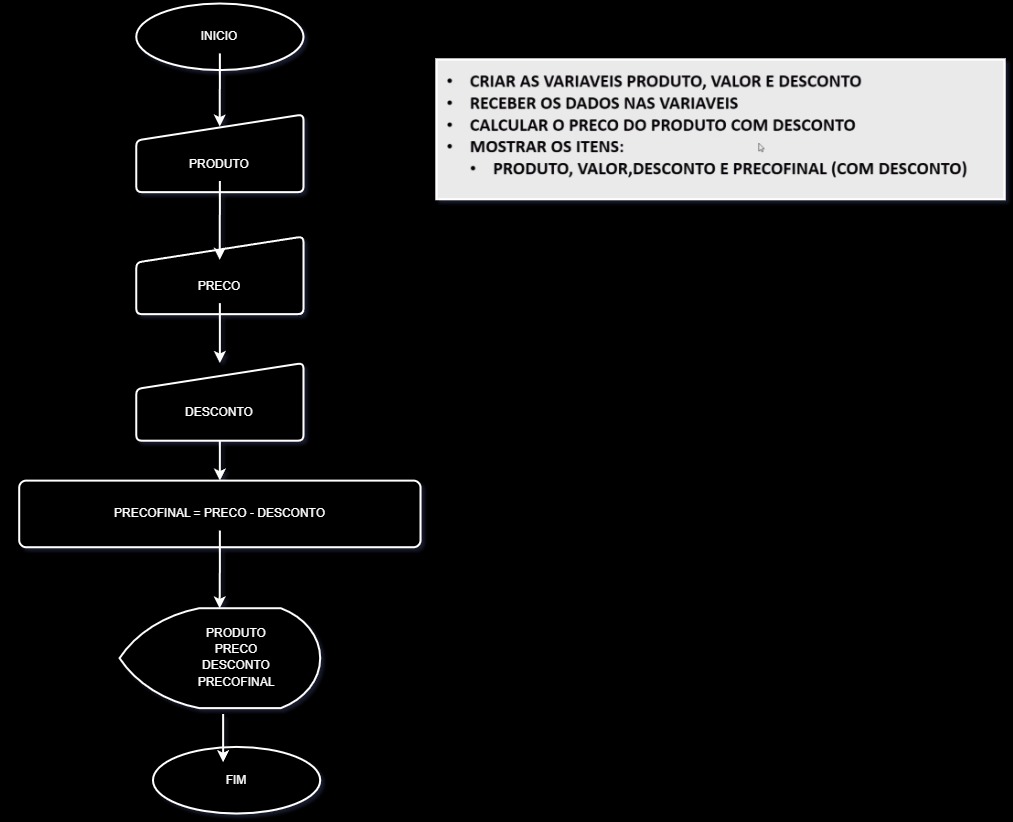 INICIO
PRODUTO
PRECO
DESCONTO
PRECOFINAL = PRECO - DESCONTO
PRODUTO
PRECO
DESCONTO
PRECOFINAL
FIM
• CRIAR AS VARIAVEIS PRODUTO, VALOR E DESCONTO
• RECEBER OS DADOS NAS VARIAVEIS
• CALCULAR O PRECO DO PRODUTO COM DESCONTO
• MOSTRAR OS ITENS:
• PRODUTO, VALOR,DESCONTO E PRECOFINAL (COM DESCONTO)